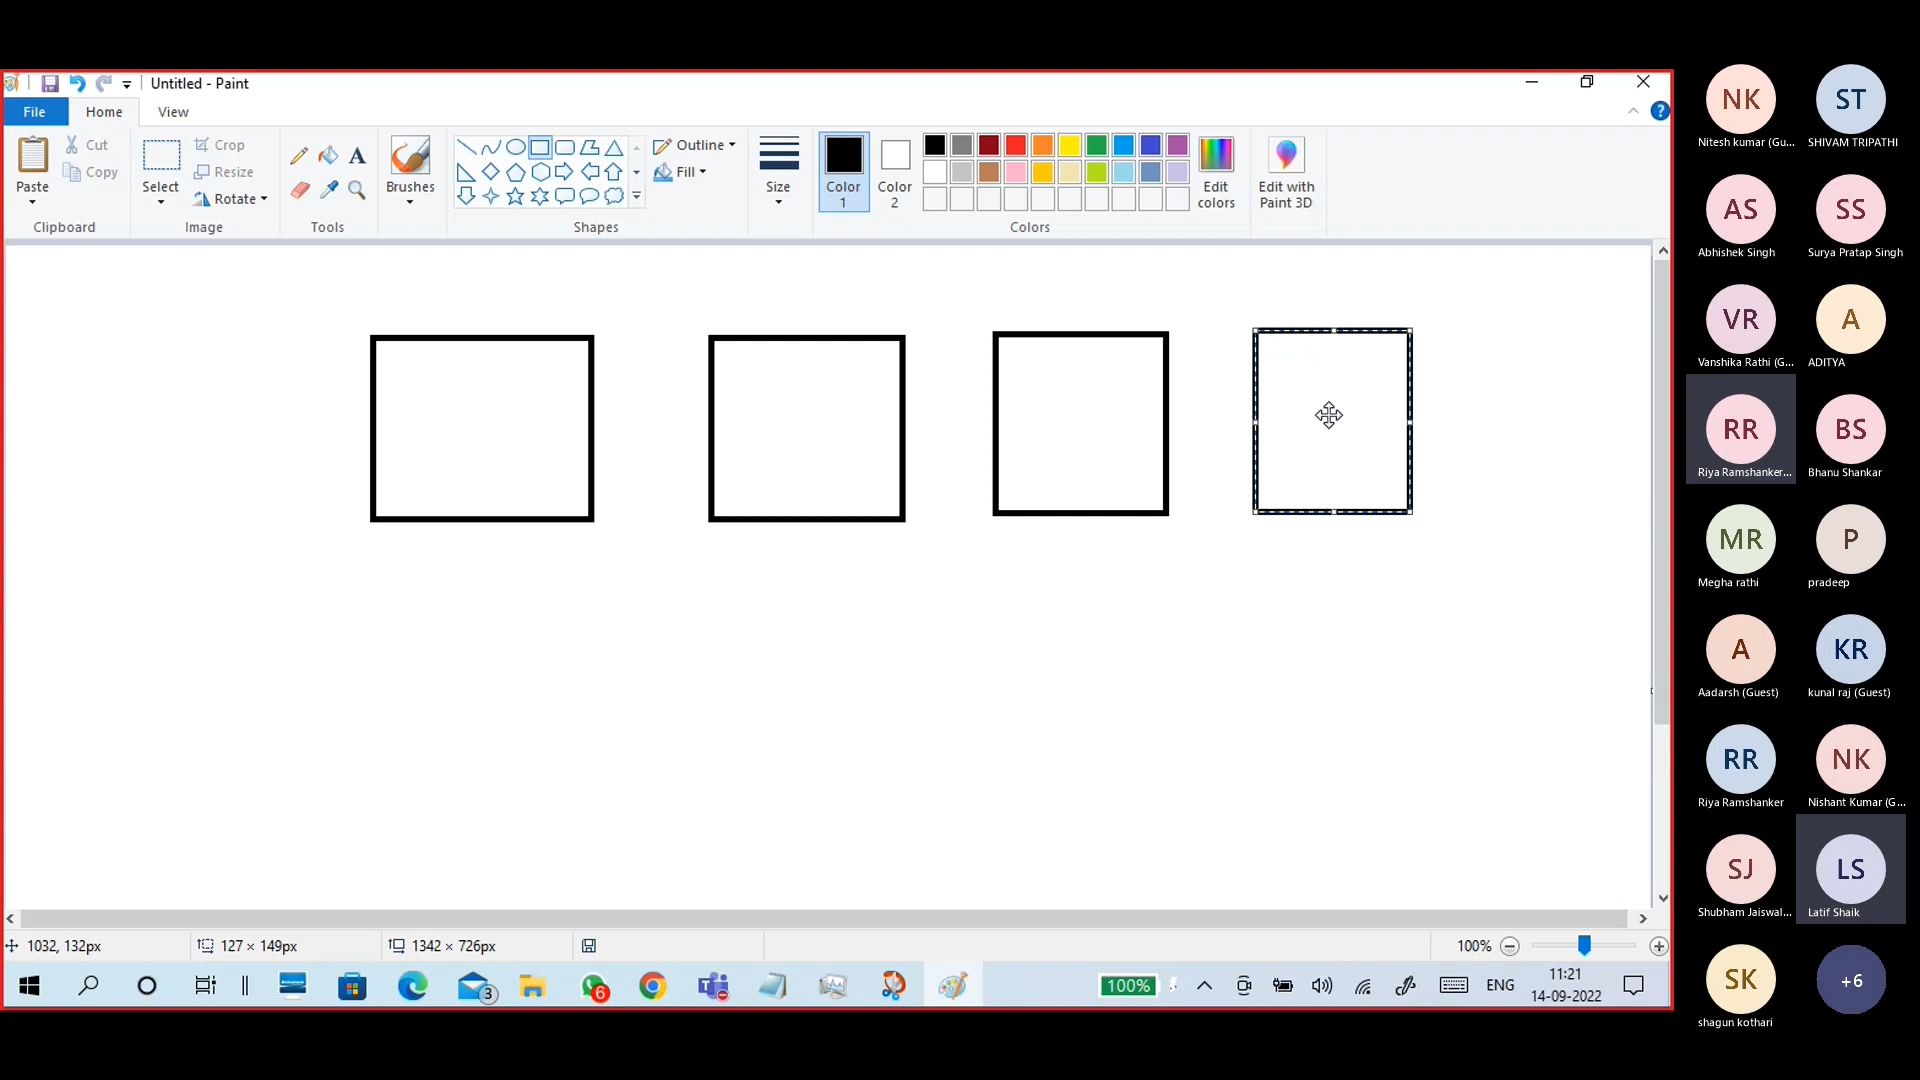 Untitled - Paint
File Home View
Paste Cut Copy Clipboard
Select Crop Resize Rotate Image
A Tools
Brushes
Outline Fill Shapes
Size
Color 1 Color 2 Edit colors Colors
Edit with Paint 3D
?
1032, 132px 127 × 149px 1342 × 726px 100%
3 6 100% ENG 11:21
14-09-2022
NK ST
Nitesh kumar (Gu... SHIVAM TRIPATHI
AS SS
Abhishek Singh Surya Pratap Singh
VR A
Vanshika Rathi (G... ADITYA
RR BS
Riya Ramshanker... Bhanu Shankar
MR P
Megha rathi pradeep
A KR
Aadarsh (Guest) kunal raj (Guest)
RR NK
Riya Ramshanker Nishant Kumar (G...
SJ LS
Shubham Jaiswal... Latif Shaik
SK +6
shagun kothari